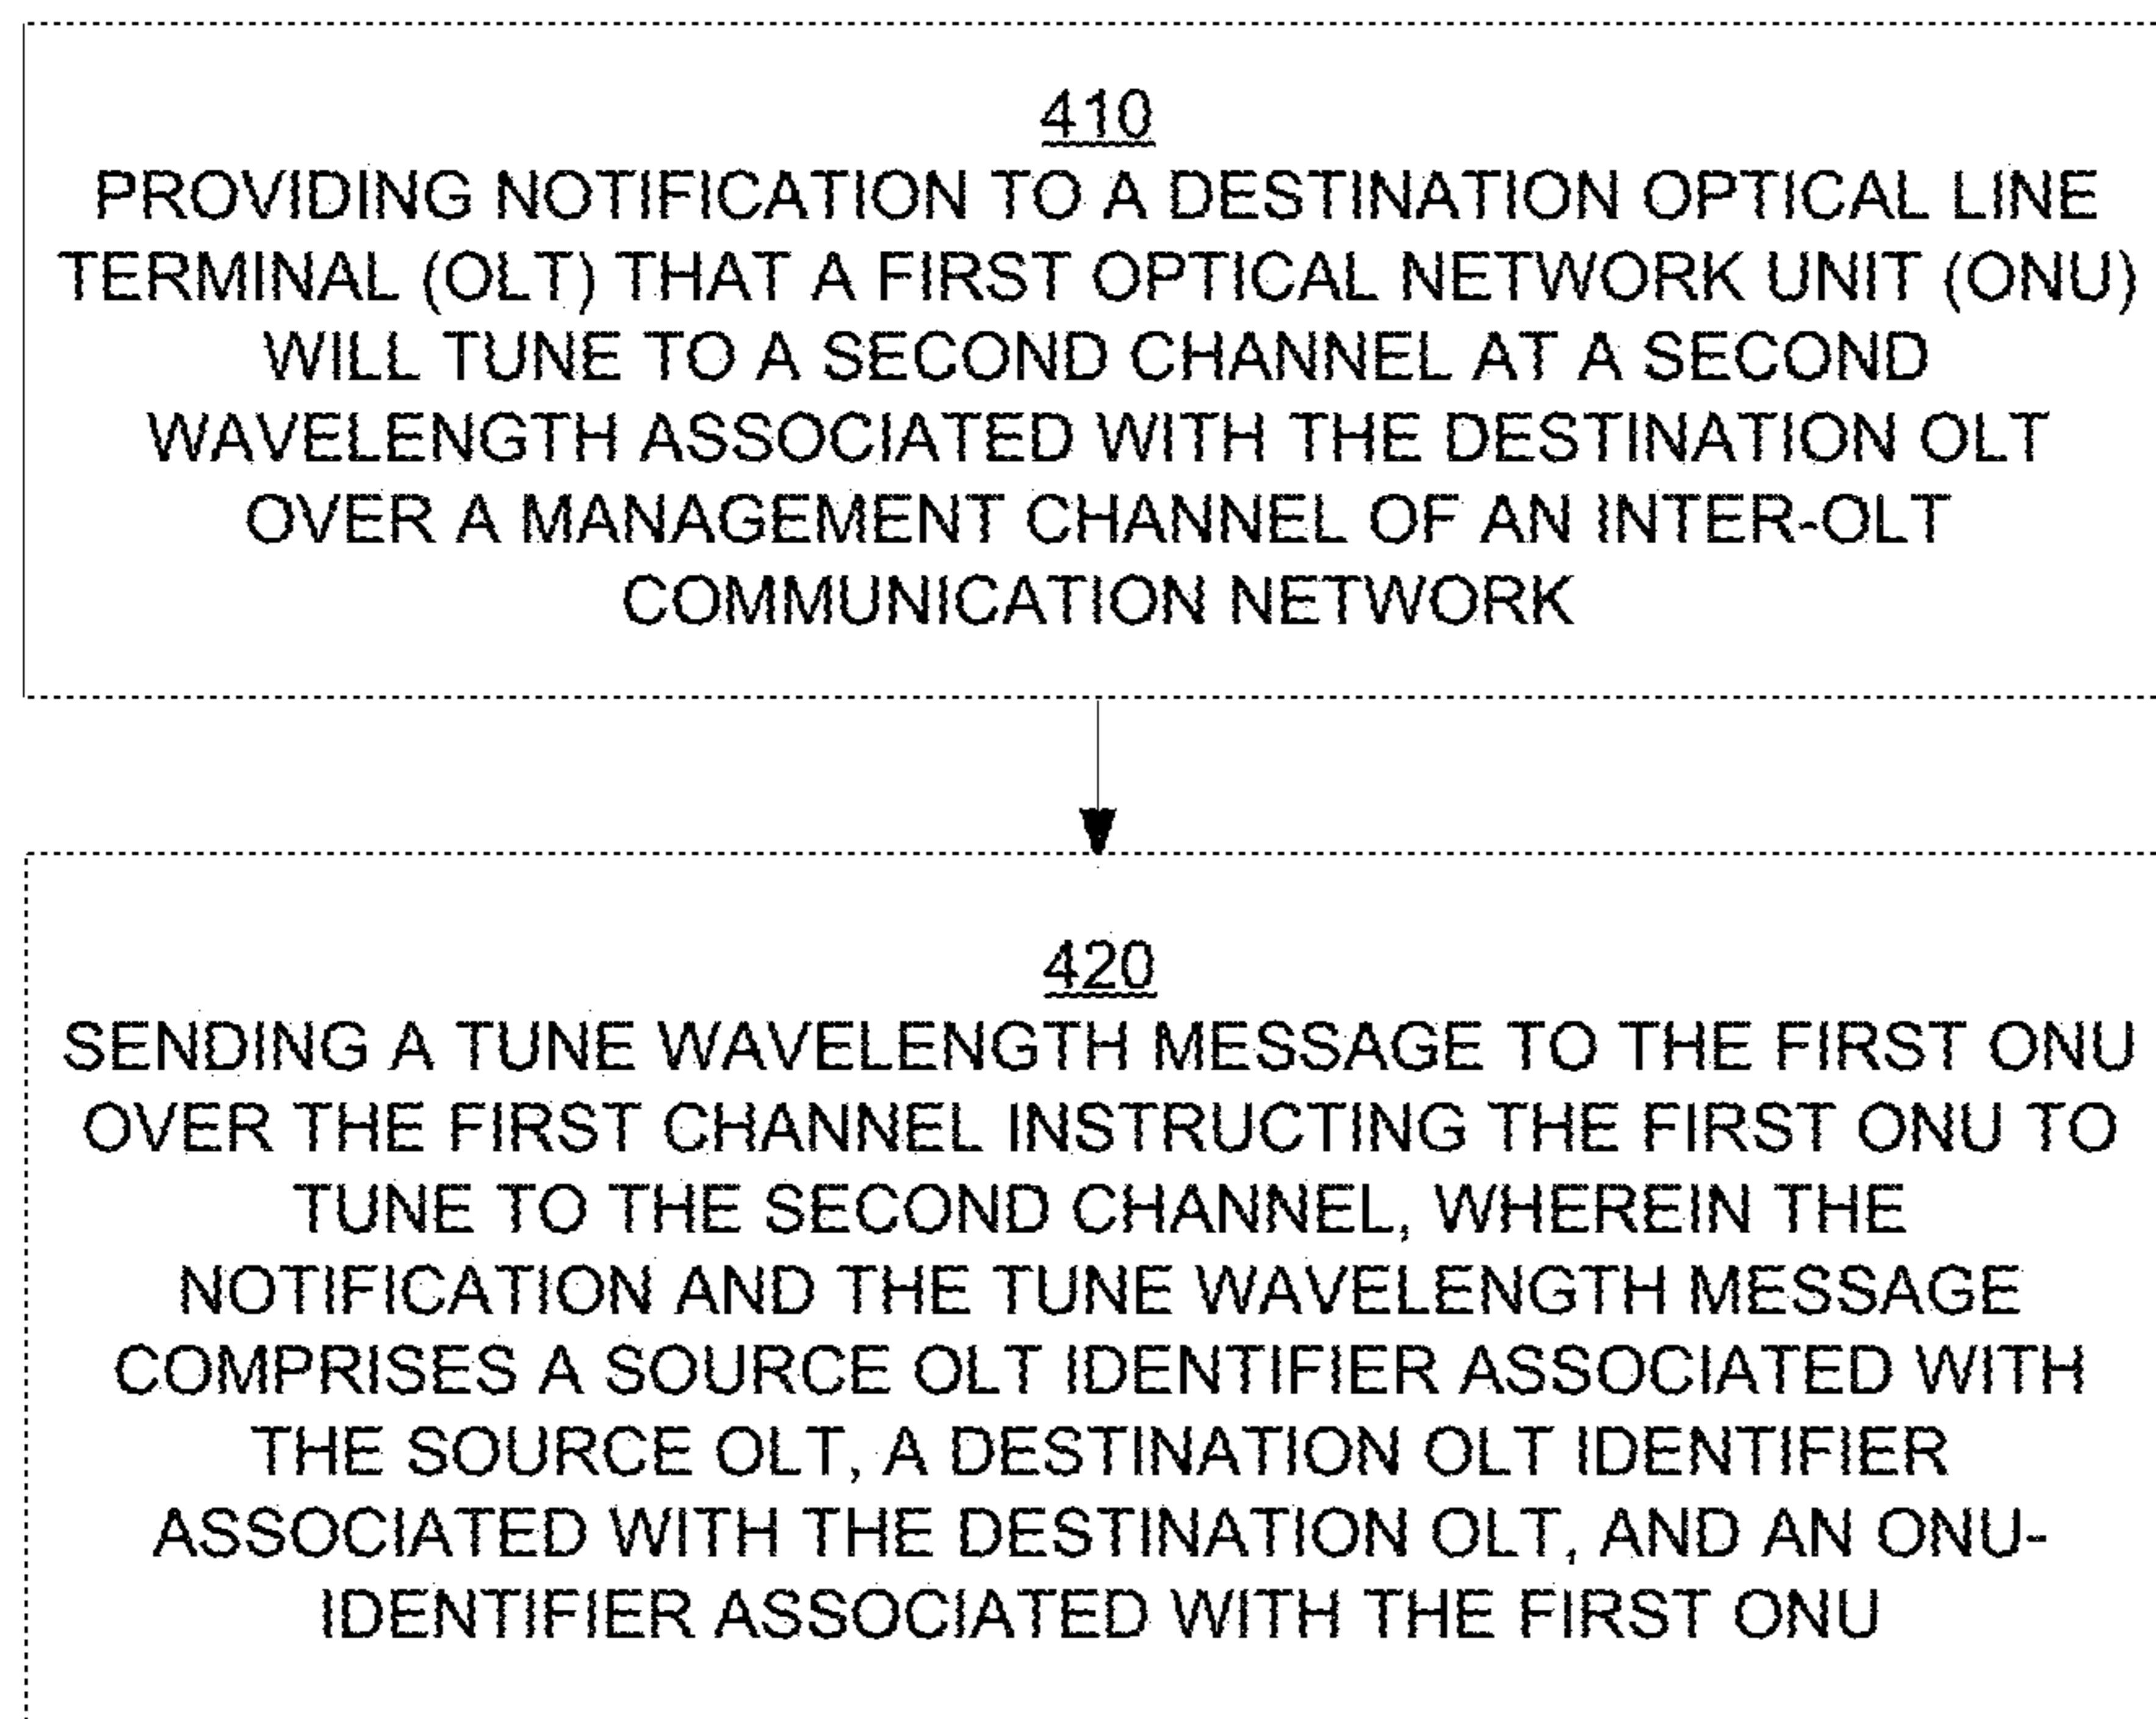 410
PROVIDING NOTIFICATION TO A DESTINATION OPTICAL LINE
TERMINAL (OLT) THAT A FIRST OPTICAL NETWORK UNIT (ONU)
WILL TUNE TO A SECOND CHANNEL AT A SECOND
WAVELENGTH ASSOCIATED WITH THE DESTINATION OLT
OVER A MANAGEMENT CHANNEL OF AN INTER-OLT
COMMUNICATION NETWORK
420
SENDING A TUNE WAVELENGTH MESSAGE TO THE FIRST ONU
OVER THE FIRST CHANNEL INSTRUCTING THE FIRST ONU TO
TUNE TO THE SECOND CHANNEL, WHEREIN THE
NOTIFICATION AND THE TUNE WAVELENGTH MESSAGE
COMPRISES A SOURCE OLT IDENTIFIER ASSOCIATED WITH
THE SOURCE OLT, A DESTINATION OLT IDENTIFIER
ASSOCIATED WITH THE DESTINATION OLT, AND AN ONU-
IDENTIFIER ASSOCIATED WITH THE FIRST ONU